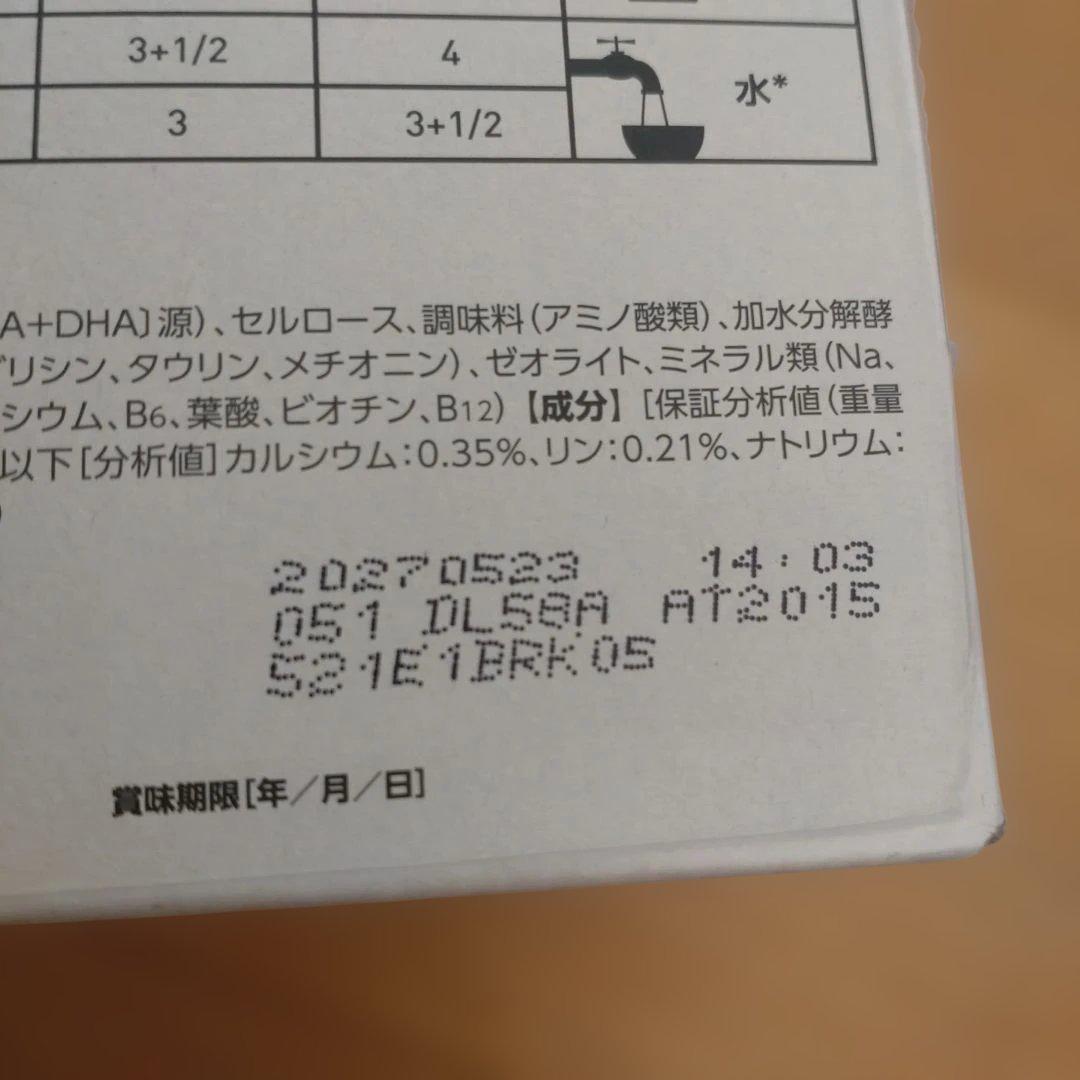 3+1/2 4
水*
3 3+1/2
A+DHA〕源)、セルロース、調味料(アミノ酸類)、加水分解酵
グリシン、タウリン、メチオニン)、ゼオライト、ミネラル類(Na、
シウム、B6、葉酸、ビオチン、B12)【成分】[保証分析値(重量
以下[分析値]カルシウム:0.35%、リン:0.21%、ナトリウム:
)
20270523 14:03
051 DL58A AT2015
521E1BRK05
賞味期限[年/月/日]